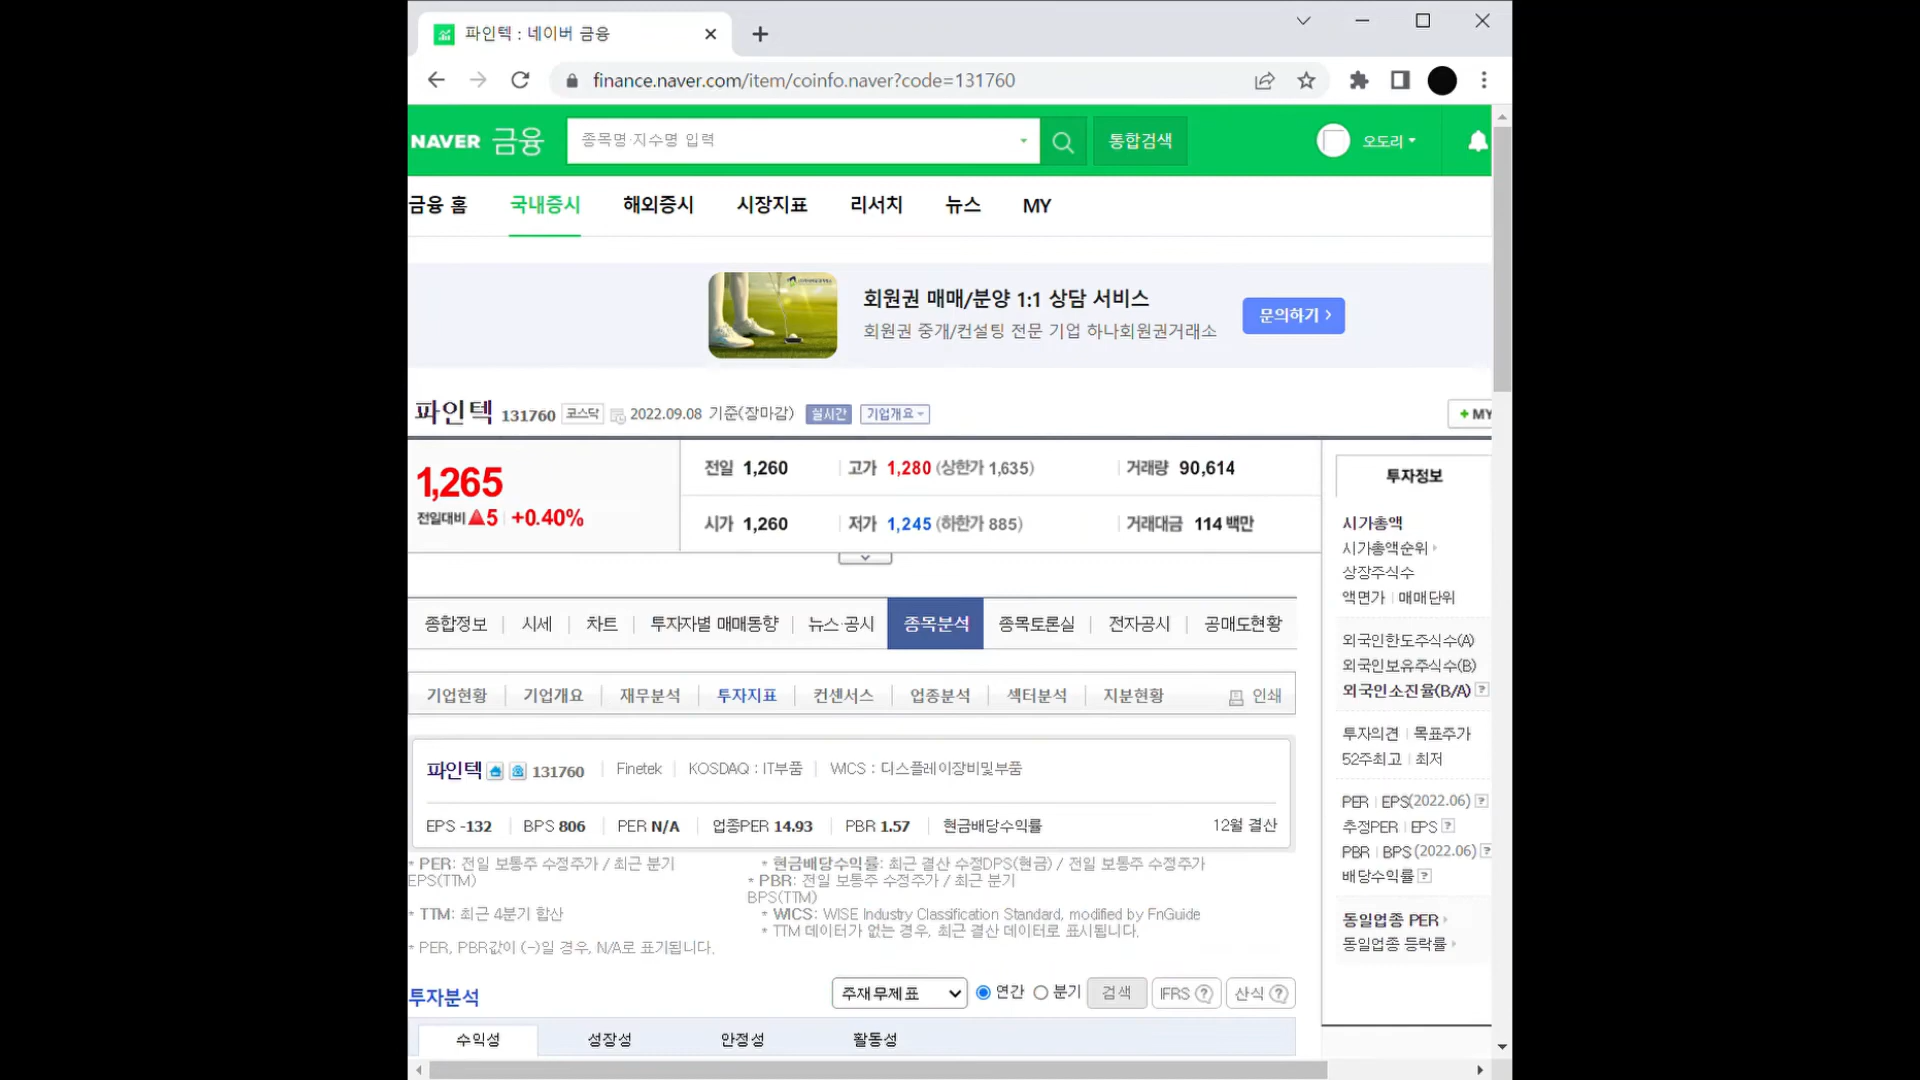 파인텍 : 네이버 금융
finance.naver.com/item/coinfo.naver?code=131760
NAVER 금융 종목명·지수명 입력 통합검색 오도리
금융 홈 국내증시 해외증시 시장지표 리서치 뉴스 MY
회원권 매매/분양 1:1 상담 서비스
회원권 중개/컨설팅 전문 기업 하나회원권거래소
문의하기 ›
파인텍 131760 코스닥 2022.09.08 기준(장마감) 실시간 기업개요
+ MY
1,265
전일대비 ▲5 +0.40%
전일 1,260 고가 1,280 (상한가 1,635) 거래량 90,614
시가 1,260 저가 1,245 (하한가 885) 거래대금 114 백만
종합정보 시세 차트 투자자별 매매동향 뉴스·공시 종목분석 종목토론실 전자공시 공매도현황
기업현황 기업개요 재무분석 투자지표 컨센서스 업종분석 섹터분석 지분현황 인쇄
파인텍 131760 Finetek KOSDAQ : IT부품 WICS : 디스플레이장비및부품
EPS -132 BPS 806 PER N/A 업종PER 14.93 PBR 1.57 현금배당수익률 12월 결산
* PER: 전일 보통주 수정주가 / 최근 분기
EPS(TTM)
* TTM: 최근 4분기 합산
* PER, PBR값이 (-)일 경우, N/A로 표기됩니다.
* 현금배당수익률: 최근 결산 수정DPS(현금) / 전일 보통주 수정주가
* PBR: 전일 보통주 수정주가 / 최근 분기
BPS(TTM)
* WICS: WISE Industry Classification Standard, modified by FnGuide
* TTM 데이터가 없는 경우, 최근 결산 데이터로 표시됩니다.
투자분석 주재무제표 연간 분기 검색 IFRS ? 산식 ?
수익성 성장성 안정성 활동성
투자정보
시가총액
시가총액순위
상장주식수
액면가 매매단위
외국인한도주식수(A)
외국인보유주식수(B)
외국인소진율(B/A) ?
투자의견 목표주가
52주최고 최저
PER EPS(2022.06) ?
추정PER EPS ?
PBR BPS (2022.06) ?
배당수익률 ?
동일업종 PER
동일업종 등락률